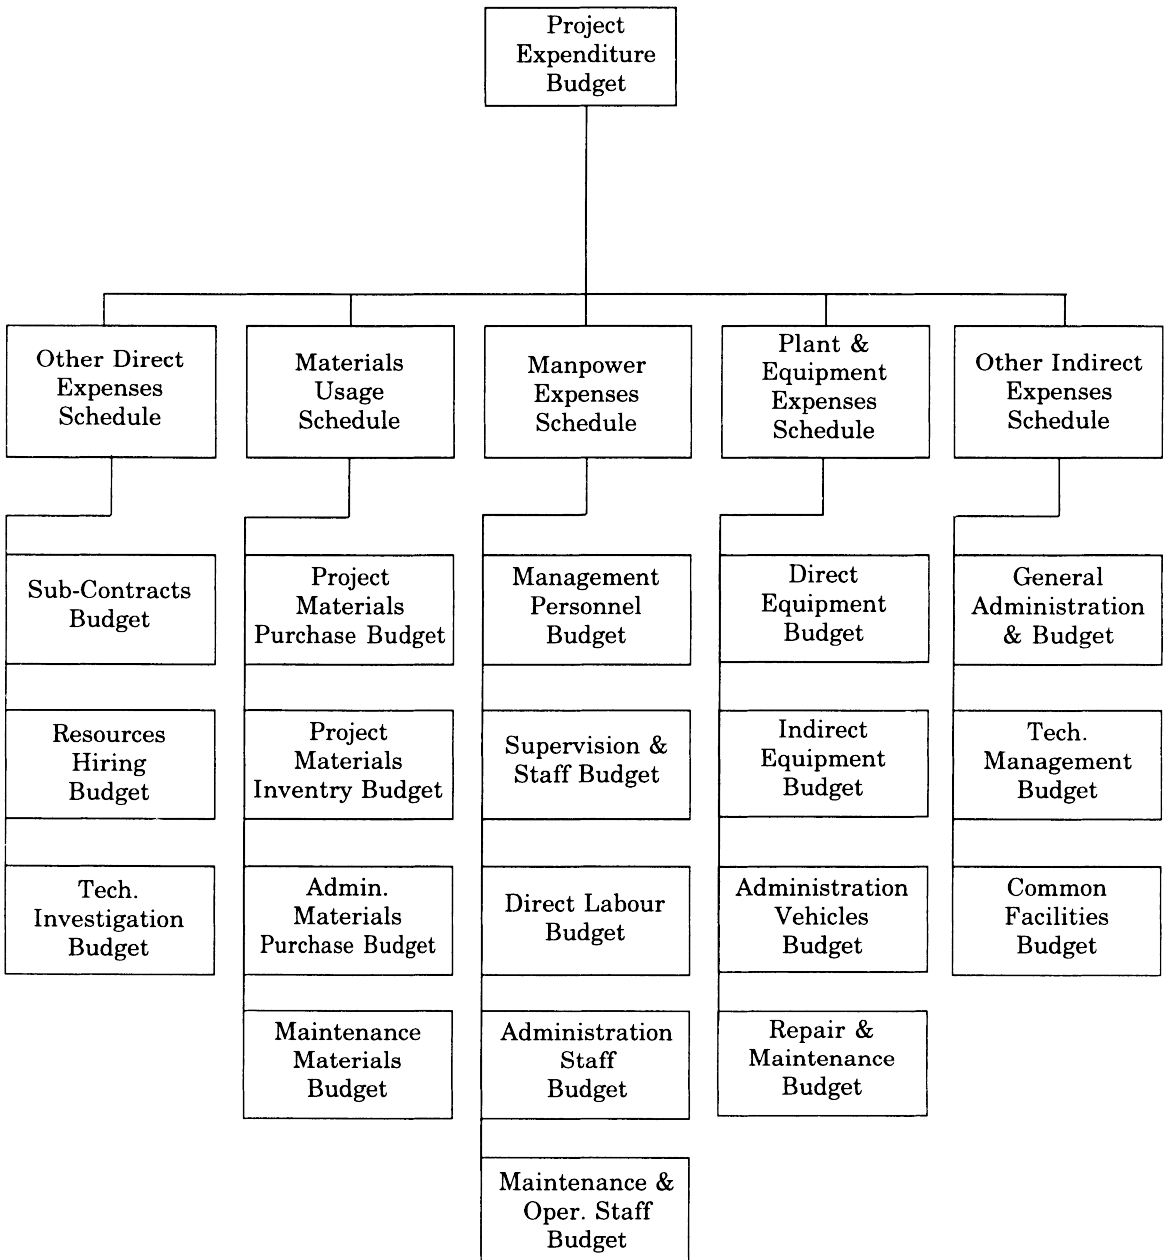 Project
Expenditure
Budget
Other Direct
Expenses
Schedule
Materials
Usage
Schedule
Manpower
Expenses
Schedule
Plant &
Equipment
Expenses
Schedule
Other Indirect
Expenses
Schedule
Sub-Contracts
Budget
Project
Materials
Purchase Budget
Management
Personnel
Budget
Direct
Equipment
Budget
General
Administration
& Budget
Resources
Hiring
Budget
Project
Materials
Inventry Budget
Supervision &
Staff Budget
Indirect
Equipment
Budget
Tech.
Management
Budget
Tech.
Investigation
Budget
Admin.
Materials
Purchase Budget
Direct Labour
Budget
Administration
Vehicles
Budget
Common
Facilities
Budget
Maintenance
Materials
Budget
Administration
Staff
Budget
Repair &
Maintenance
Budget
Maintenance &
Oper. Staff
Budget